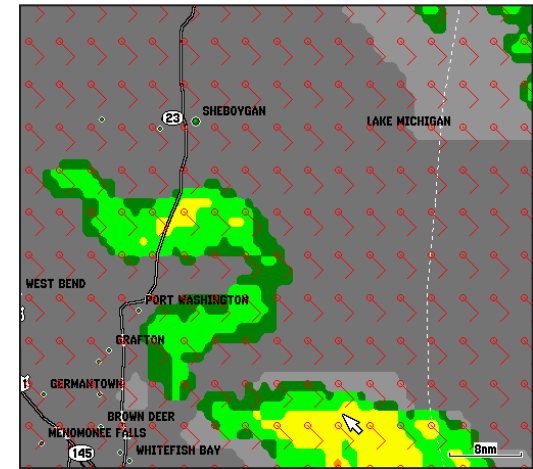 23
SHEBOYGAN
LAKE MICHIGAN
WEST BEND
PORT WASHINGTON
GRAFTON
GERMANTOWN
BROWN DEER
MENOMONEE FALLS
145
WHITEFISH BAY
8nm